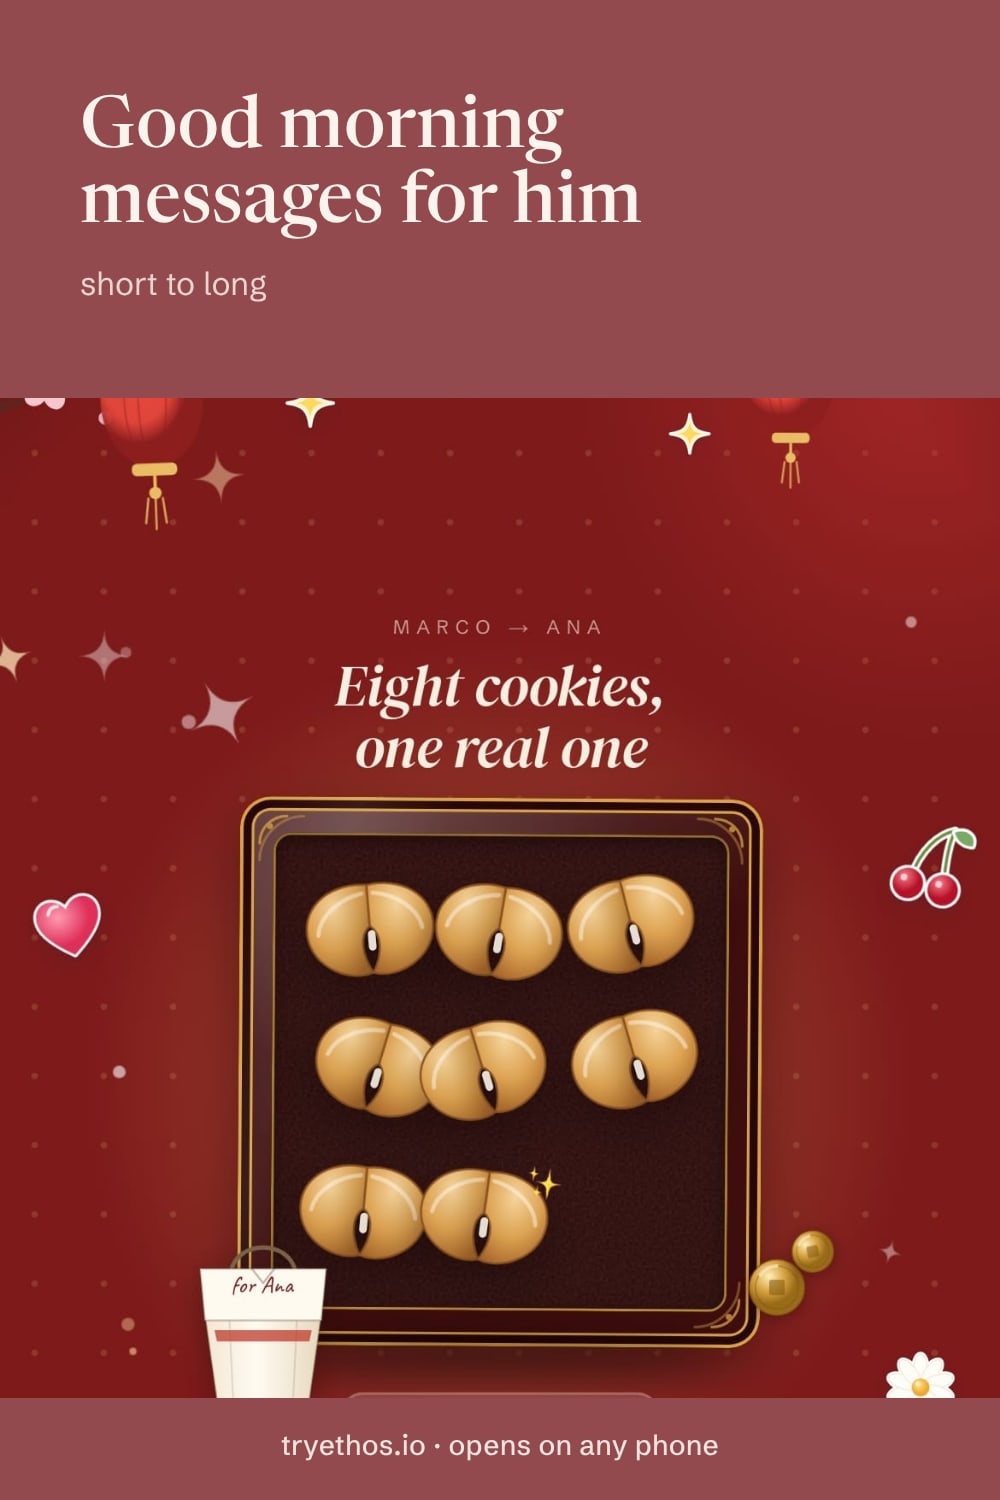 Good morning
messages for him
short to long
MARCO → ANA
Eight cookies,
one real one
for Ana
tryethos.io · opens on any phone